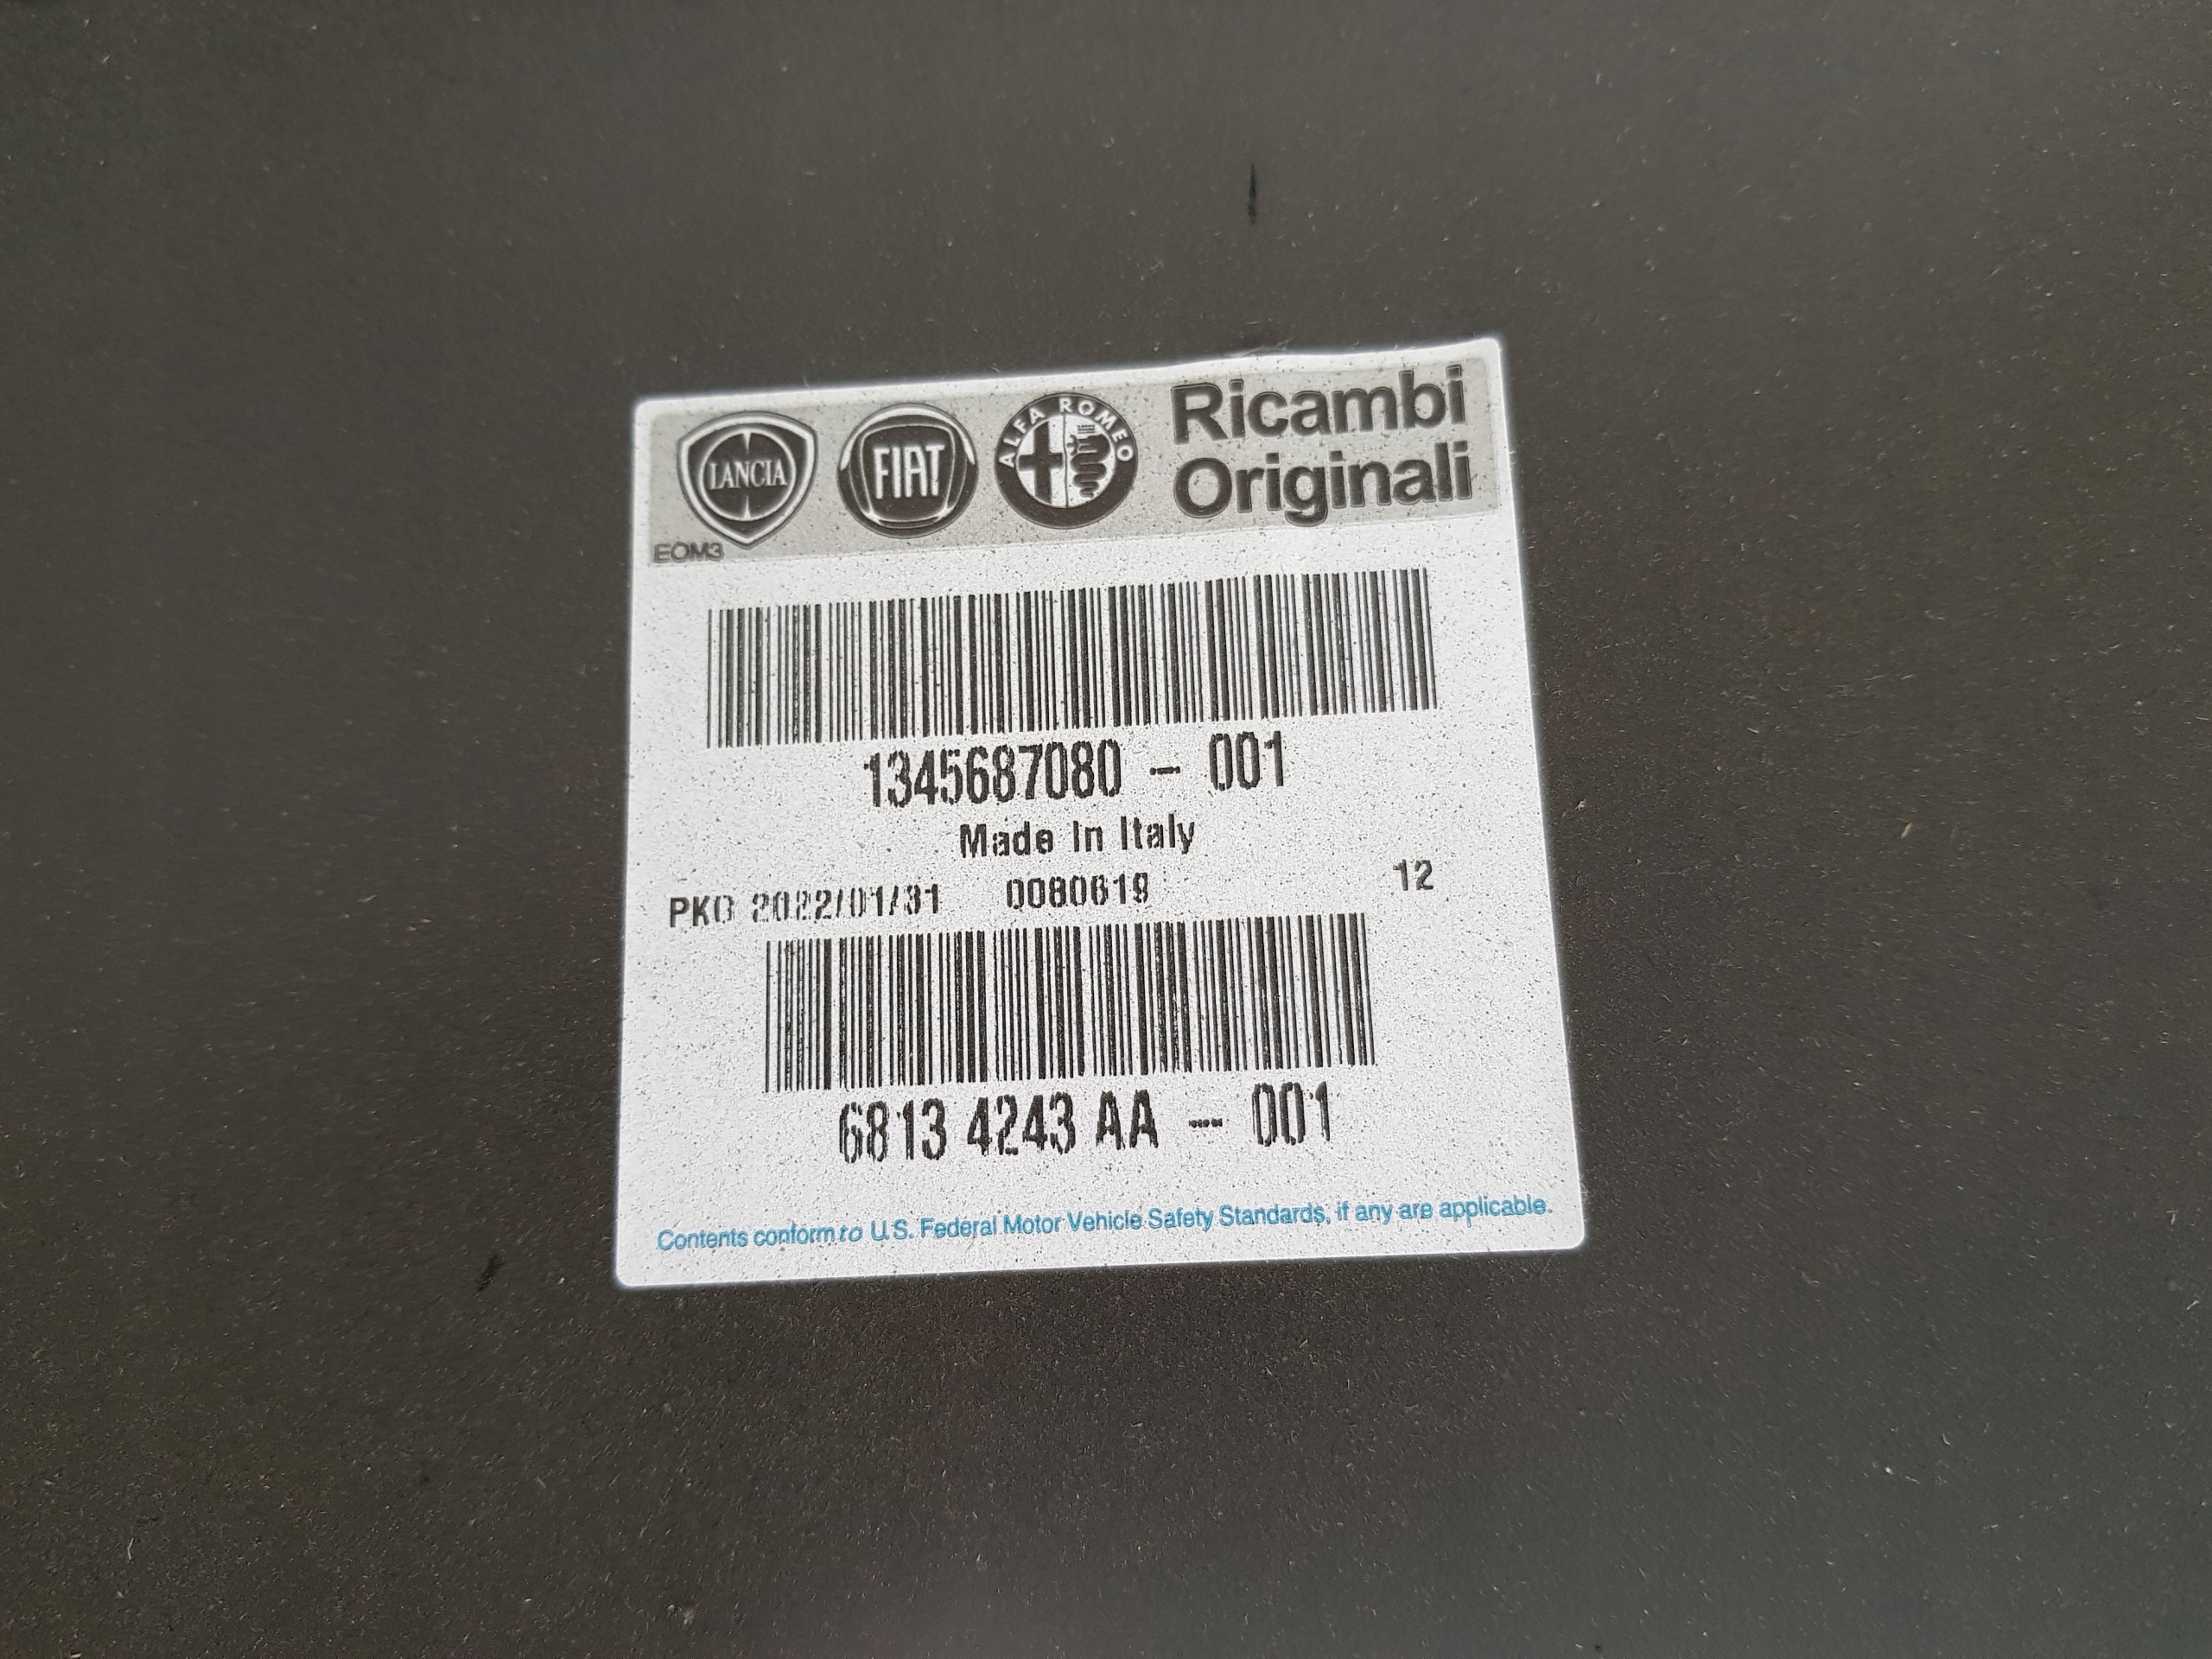 LANCIA
FIAT
ALFA ROMEO
Ricambi
Originali
EOM3
1345687080 - 001
Made In Italy
PKG 2022/01/31 0080619 12
6813 4243 AA - 001
Contents conform to U.S. Federal Motor Vehicle Safety Standards, if any are applicable.